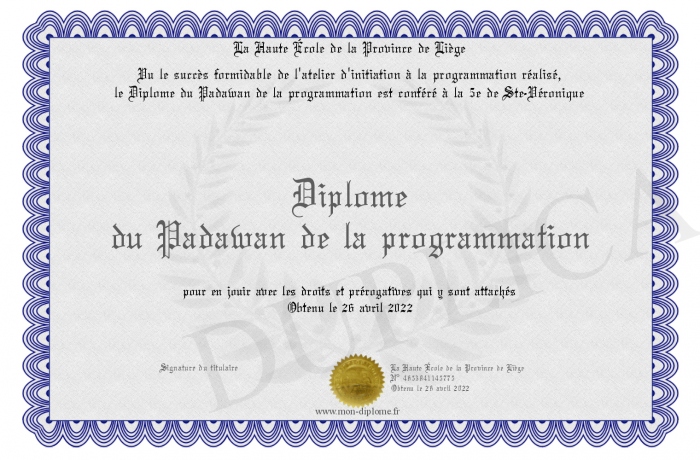 La Haute École de la Province de Liège
Vu le succès formidable de l'atelier d'initiation à la programmation réalisé,
le Diplome du Padawan de la programmation est conféré à la 5e de Ste-Véronique
Diplome
du Padawan de la programmation
DUPLICATA
pour en jouir avec les droits et prérogatives qui y sont attachés
Obtenu le 26 avril 2022
Signature du titulaire
La Haute École de la Province de Liège
N° 4651841143773
Obtenu le 26 avril 2022
www.mon-diplome.fr